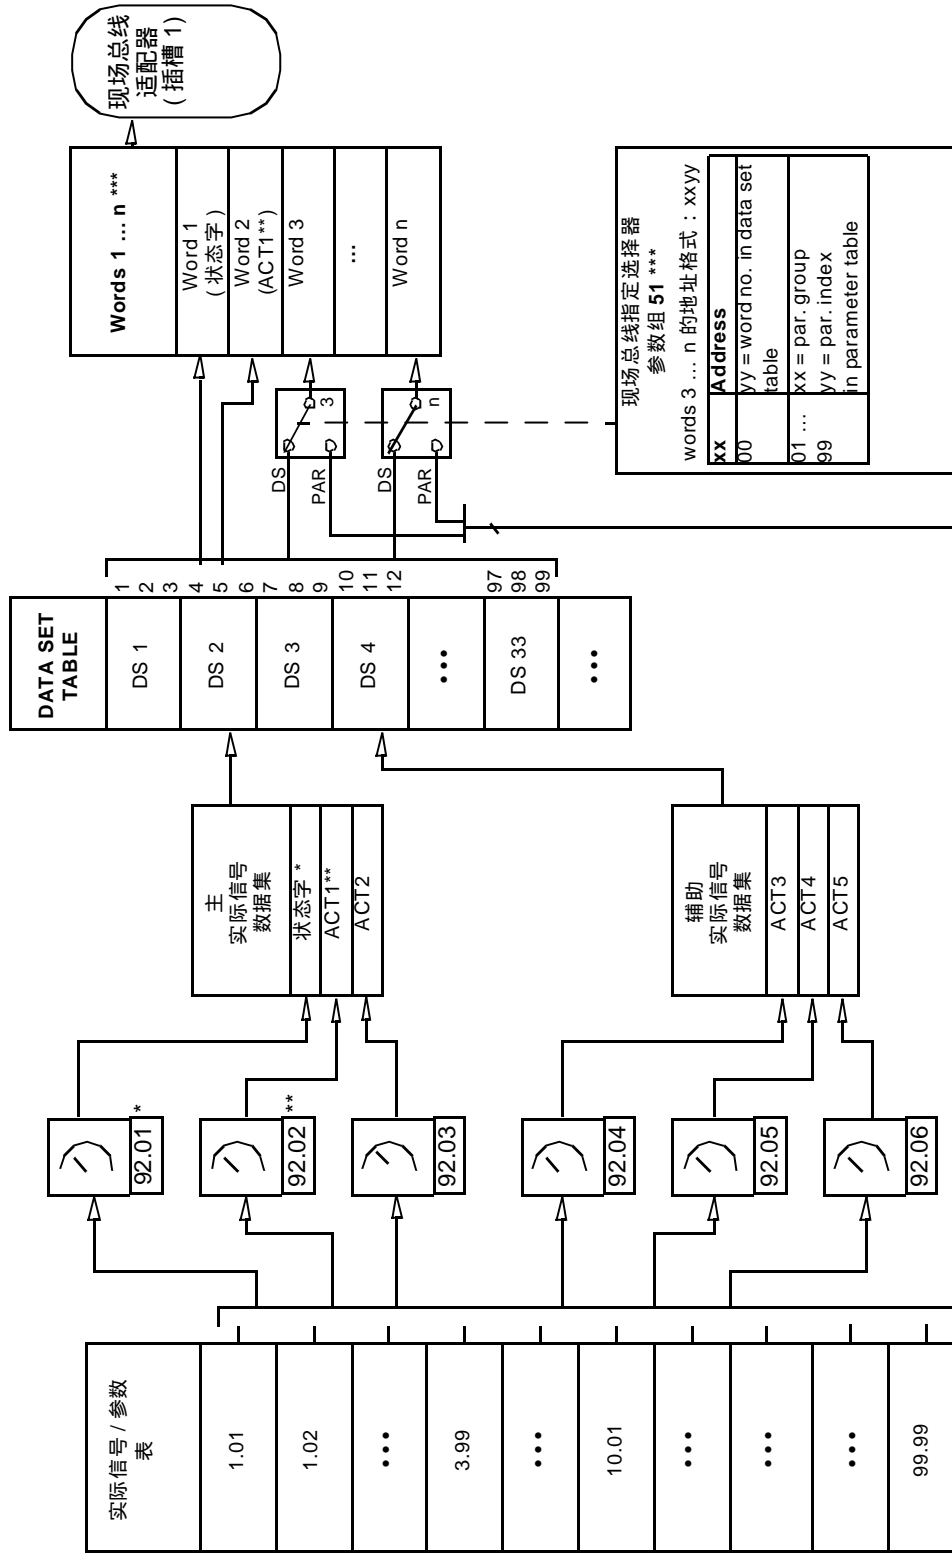 实际信号 / 参数
表
1.01
1.02
•••
3.99
•••
10.01
•••
•••
•••
99.99
92.01 *
92.02 **
92.03
92.04
92.05
92.06
主
实际信号
数据集
状态字 *
ACT1**
ACT2
辅助
实际信号
数据集
ACT3
ACT4
ACT5
DATA SET
TABLE
DS 1
DS 2
DS 3
DS 4
•••
DS 33
•••
1
2
3
4
5
6
7
8
9
10
11
12
97
98
99
DS
PAR
3
DS
PAR
n
Words 1 ... n ***
Word 1
( 状态字 )
Word 2
(ACT1**)
Word 3
...
Word n
现场总线
适配器
( 插槽 1)
现场总线指定选择器
参数组 51 ***
words 3 ... n 的地址格式 : xxyy
xx Address
00 yy = word no. in data set
table
01 ... xx = par. group
99 yy = par. index
in parameter table